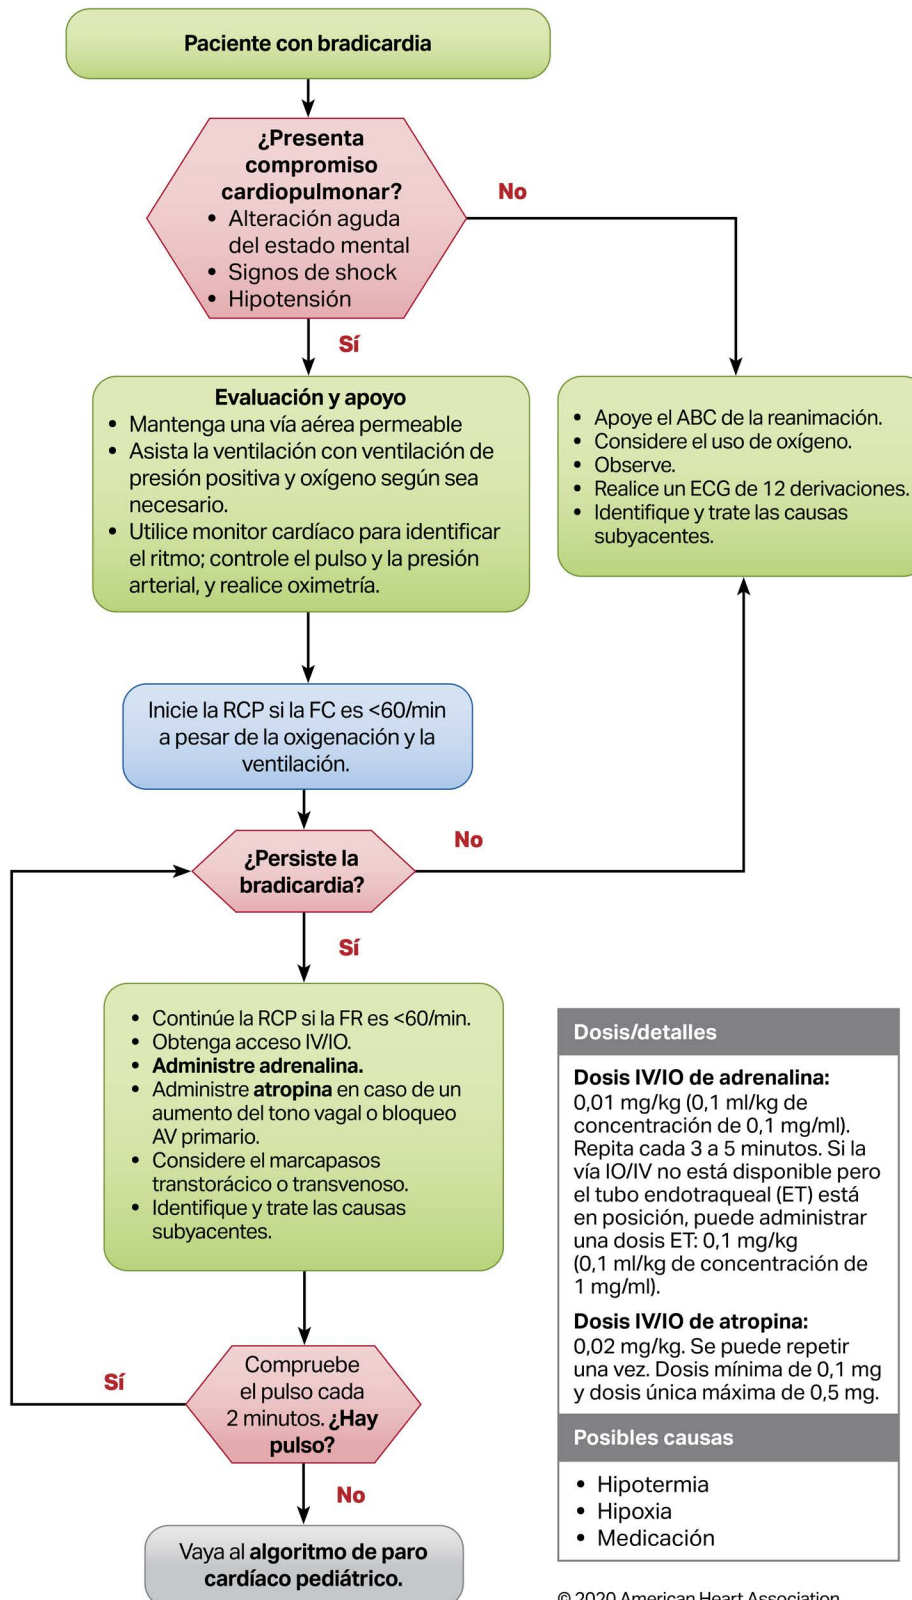 Paciente con bradicardia
¿Presenta
compromiso
cardiopulmonar?
• Alteración aguda
del estado mental
• Signos de shock
• Hipotensión
No
Sí
Evaluación y apoyo
• Mantenga una vía aérea permeable
• Asista la ventilación con ventilación de
presión positiva y oxígeno según sea
necesario.
• Utilice monitor cardíaco para identificar
el ritmo; controle el pulso y la presión
arterial, y realice oximetría.
• Apoye el ABC de la reanimación.
• Considere el uso de oxígeno.
• Observe.
• Realice un ECG de 12 derivaciones.
• Identifique y trate las causas
subyacentes.
Inicie la RCP si la FC es <60/min
a pesar de la oxigenación y la
ventilación.
¿Persiste la
bradicardia?
No
Sí
• Continúe la RCP si la FR es <60/min.
• Obtenga acceso IV/IO.
• Administre adrenalina.
• Administre atropina en caso de un
aumento del tono vagal o bloqueo
AV primario.
• Considere el marcapasos
transtorácico o transvenoso.
• Identifique y trate las causas
subyacentes.
Compruebe
el pulso cada
2 minutos. ¿Hay
pulso?
Sí
No
Vaya al algoritmo de paro
cardíaco pediátrico.
Dosis/detalles
Dosis IV/IO de adrenalina:
0,01 mg/kg (0,1 ml/kg de
concentración de 0,1 mg/ml).
Repita cada 3 a 5 minutos. Si la
vía IO/IV no está disponible pero
el tubo endotraqueal (ET) está
en posición, puede administrar
una dosis ET: 0,1 mg/kg
(0,1 ml/kg de concentración de
1 mg/ml).
Dosis IV/IO de atropina:
0,02 mg/kg. Se puede repetir
una vez. Dosis mínima de 0,1 mg
y dosis única máxima de 0,5 mg.
Posibles causas
• Hipotermia
• Hipoxia
• Medicación
© 2020 American Heart Association